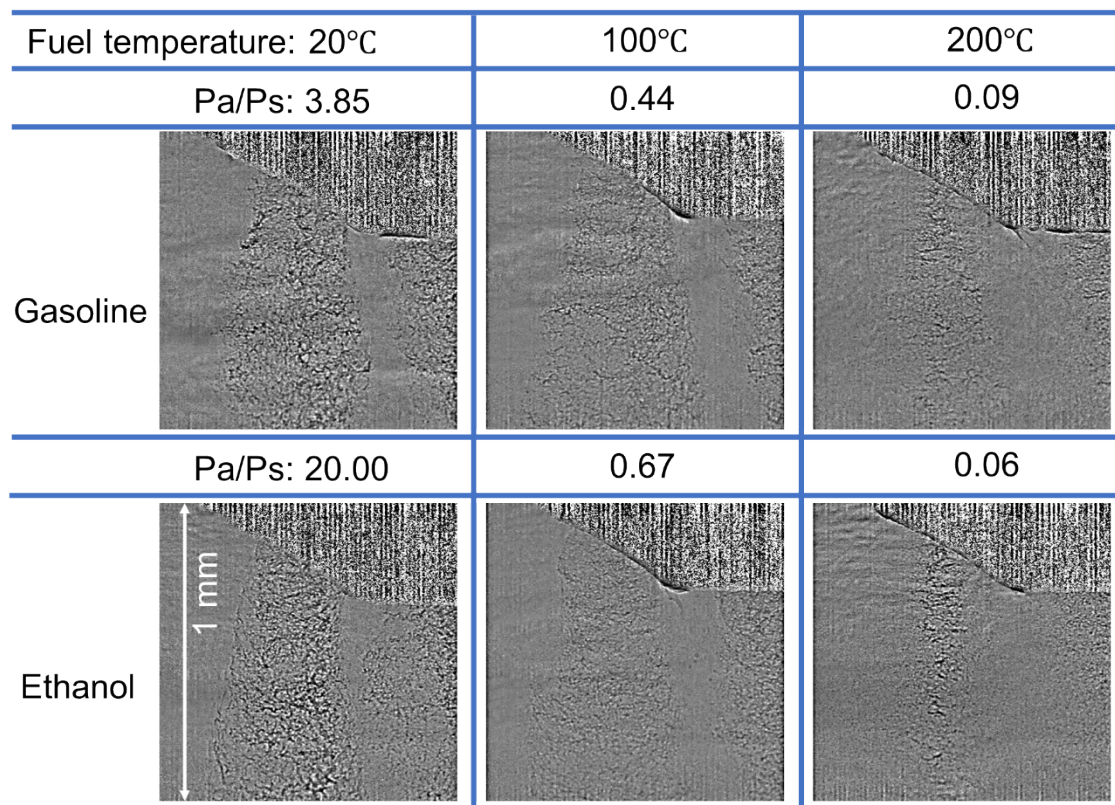 Fuel temperature: 20℃ 100℃ 200℃
Pa/Ps: 3.85 0.44 0.09
Gasoline
Pa/Ps: 20.00 0.67 0.06
1 mm
Ethanol